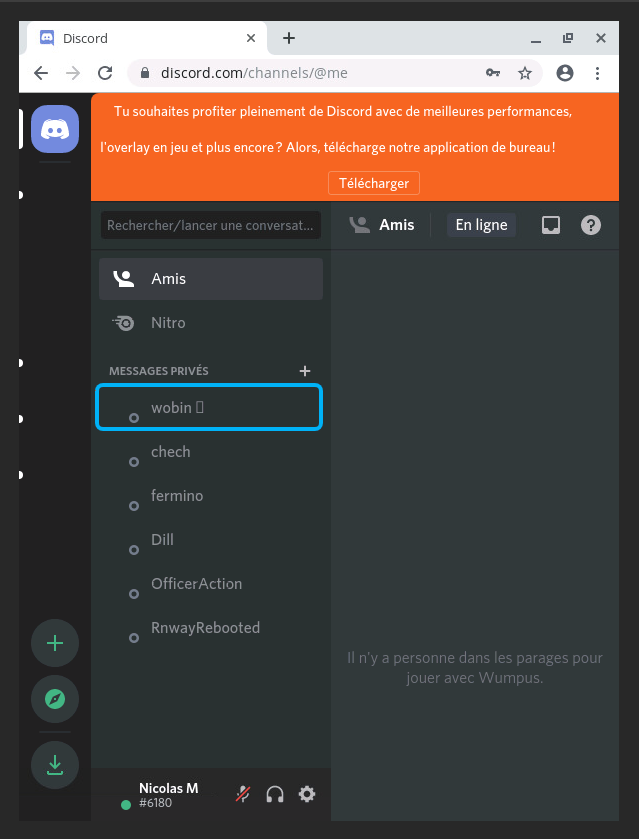 Discord
discord.com/channels/@me
Tu souhaites profiter pleinement de Discord avec de meilleures performances,
l'overlay en jeu et plus encore ? Alors, télécharge notre application de bureau !
Télécharger
Rechercher/lancer une conversat...
Amis
En ligne
Amis
Nitro
MESSAGES PRIVÉS
wobin
chech
fermino
Dill
OfficerAction
RnwayRebooted
Il n'y a personne dans les parages pour
jouer avec Wumpus.
Nicolas M
#6180